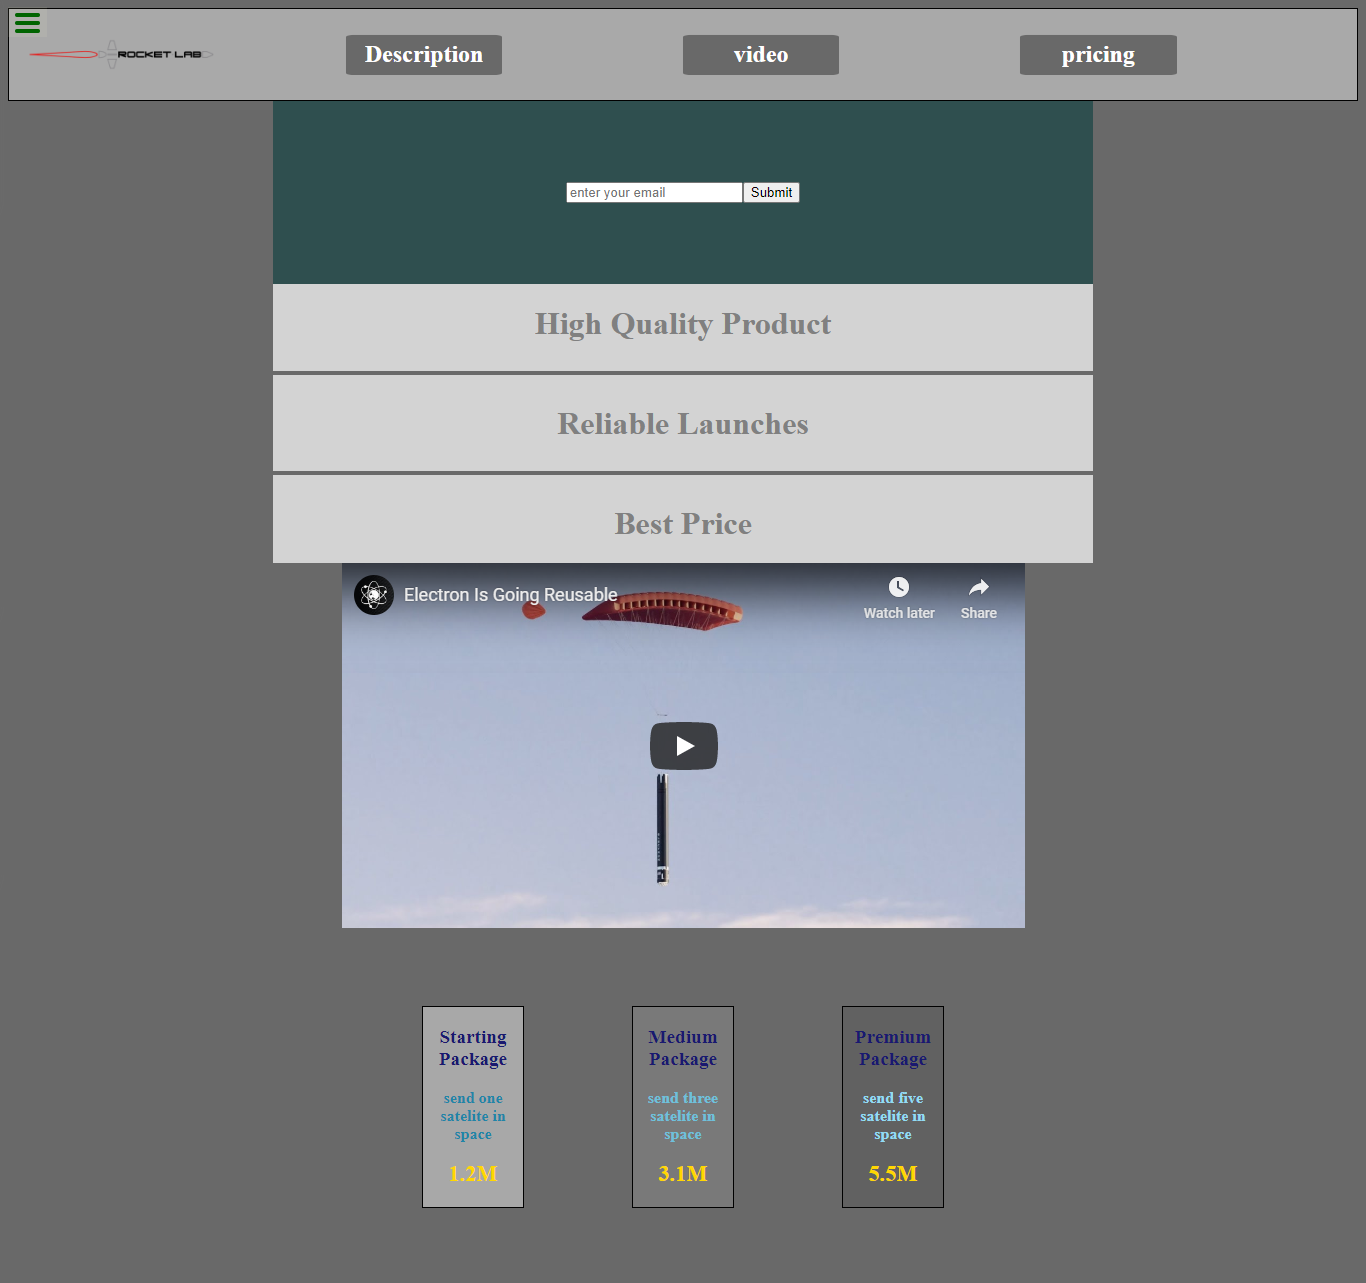 ROCKET LAB
Description
video
pricing
enter your email
Submit
High Quality Product
Reliable Launches
Best Price
Electron Is Going Reusable
Watch later
Share
Starting
Package
send one
satelite in
space
1.2M
Medium
Package
send three
satelite in
space
3.1M
Premium
Package
send five
satelite in
space
5.5M